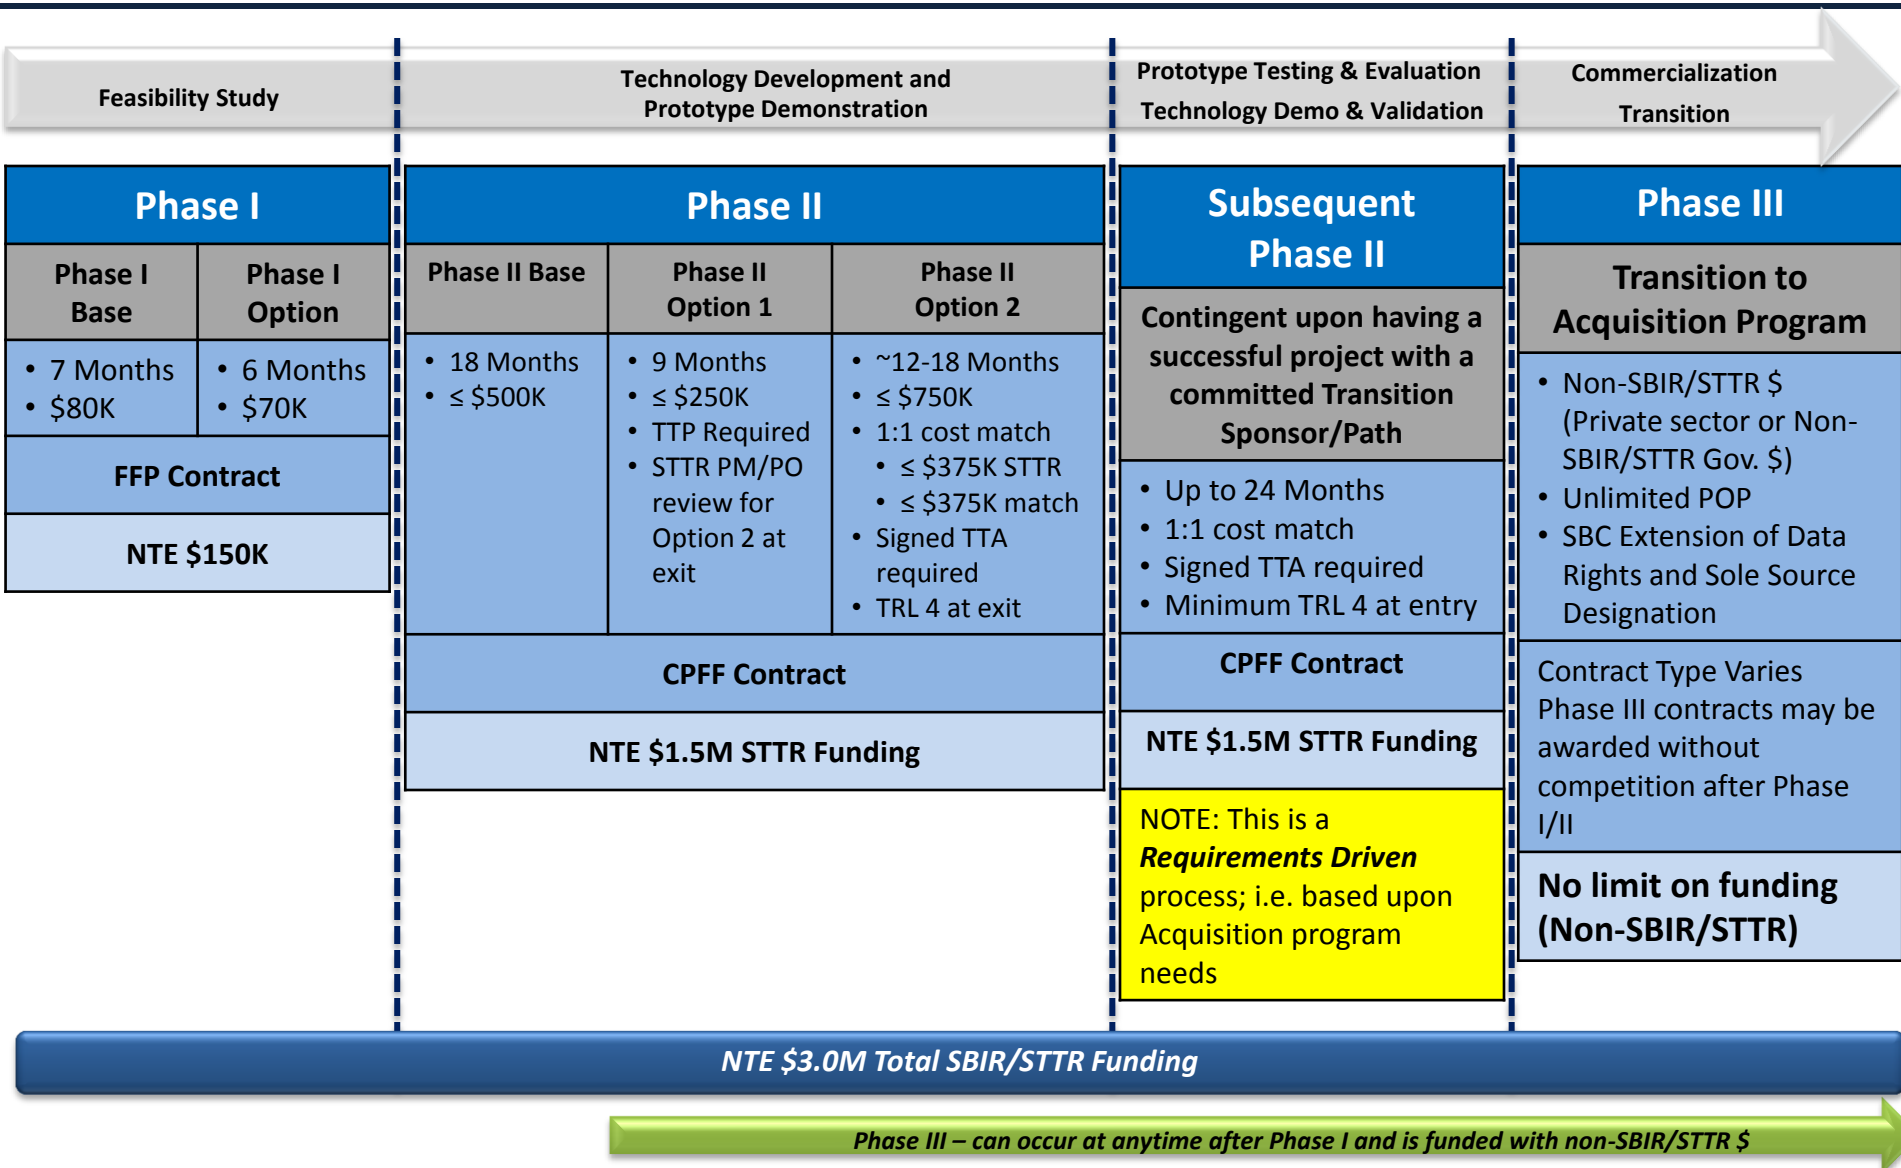 Feasibility Study
Technology Development and
Prototype Demonstration
Prototype Testing & Evaluation
Technology Demo & Validation
Commercialization
Transition
Phase I
Phase I
Base
Phase I
Option
• 7 Months
• $80K
• 6 Months
• $70K
FFP Contract
NTE $150K
Phase II
Phase II Base
Phase II
Option 1
Phase II
Option 2
• 18 Months
• ≤ $500K
• 9 Months
• ≤ $250K
• TTP Required
• STTR PM/PO
review for
Option 2 at
exit
• ~12-18 Months
• ≤ $750K
• 1:1 cost match
• ≤ $375K STTR
• ≤ $375K match
• Signed TTA
required
• TRL 4 at exit
CPFF Contract
NTE $1.5M STTR Funding
Subsequent
Phase II
Contingent upon having a
successful project with a
committed Transition
Sponsor/Path
• Up to 24 Months
• 1:1 cost match
• Signed TTA required
• Minimum TRL 4 at entry
CPFF Contract
NTE $1.5M STTR Funding
NOTE: This is a
Requirements Driven
process; i.e. based upon
Acquisition program
needs
Phase III
Transition to
Acquisition Program
• Non-SBIR/STTR $
(Private sector or Non-
SBIR/STTR Gov. $)
• Unlimited POP
• SBC Extension of Data
Rights and Sole Source
Designation
Contract Type Varies
Phase III contracts may be
awarded without
competition after Phase
I/II
No limit on funding
(Non-SBIR/STTR)
NTE $3.0M Total SBIR/STTR Funding
Phase III – can occur at anytime after Phase I and is funded with non-SBIR/STTR $